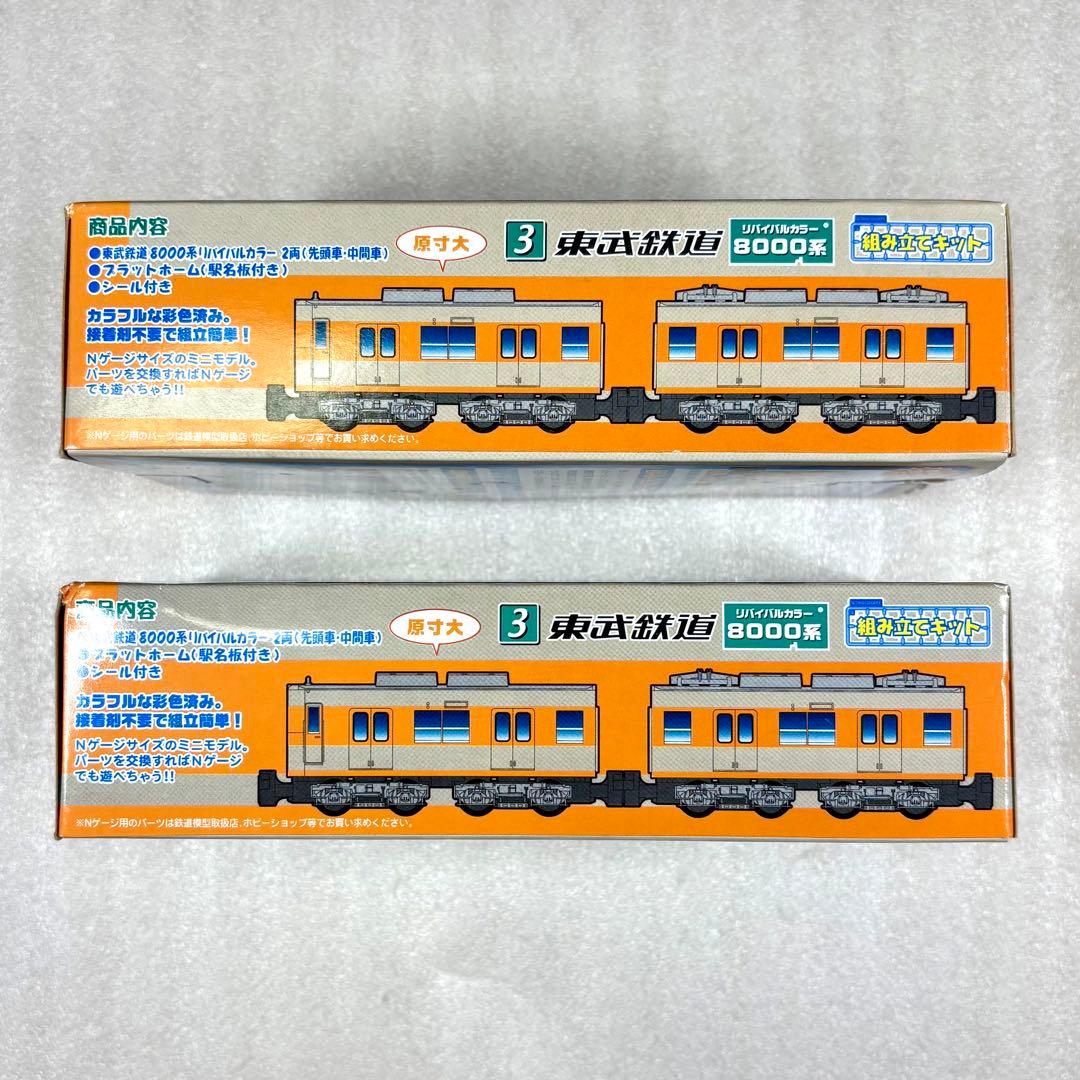 商品内容
●東武鉄道 8000系リバイバルカラー 2両(先頭車・中間車)
●プラットホーム(駅名板付き)
●シール付き
カラフルな彩色済み。
接着剤不要で組立簡単!
Nゲージサイズのミニモデル。
パーツを交換すればNゲージ
でも遊べちゃう!!
※Nゲージ用のパーツは鉄道模型取扱店、ホビーショップ等でお買い求めください。
原寸大
3 東武鉄道
リバイバルカラー
8000系
組み立てキット
商品内容
鉄道 8000系リバイバルカラー 2両(先頭車・中間車)
●プラットホーム(駅名板付き)
●シール付き
カラフルな彩色済み。
接着剤不要で組立簡単!
Nゲージサイズのミニモデル。
パーツを交換すればNゲージ
でも遊べちゃう!!
※Nゲージ用のパーツは鉄道模型取扱店、ホビーショップ等でお買い求めください。
原寸大
3 東武鉄道
リバイバルカラー
8000系
組み立てキット